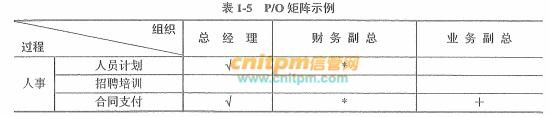 表 1-5 P/O 矩阵示例
组织
过程
总 经 理
财 务 副 总
业 务 副 总
人事
人员计划 √ *
招聘培训
合同支付 √ * +
cnitpm信管网
www.cnitpm.com